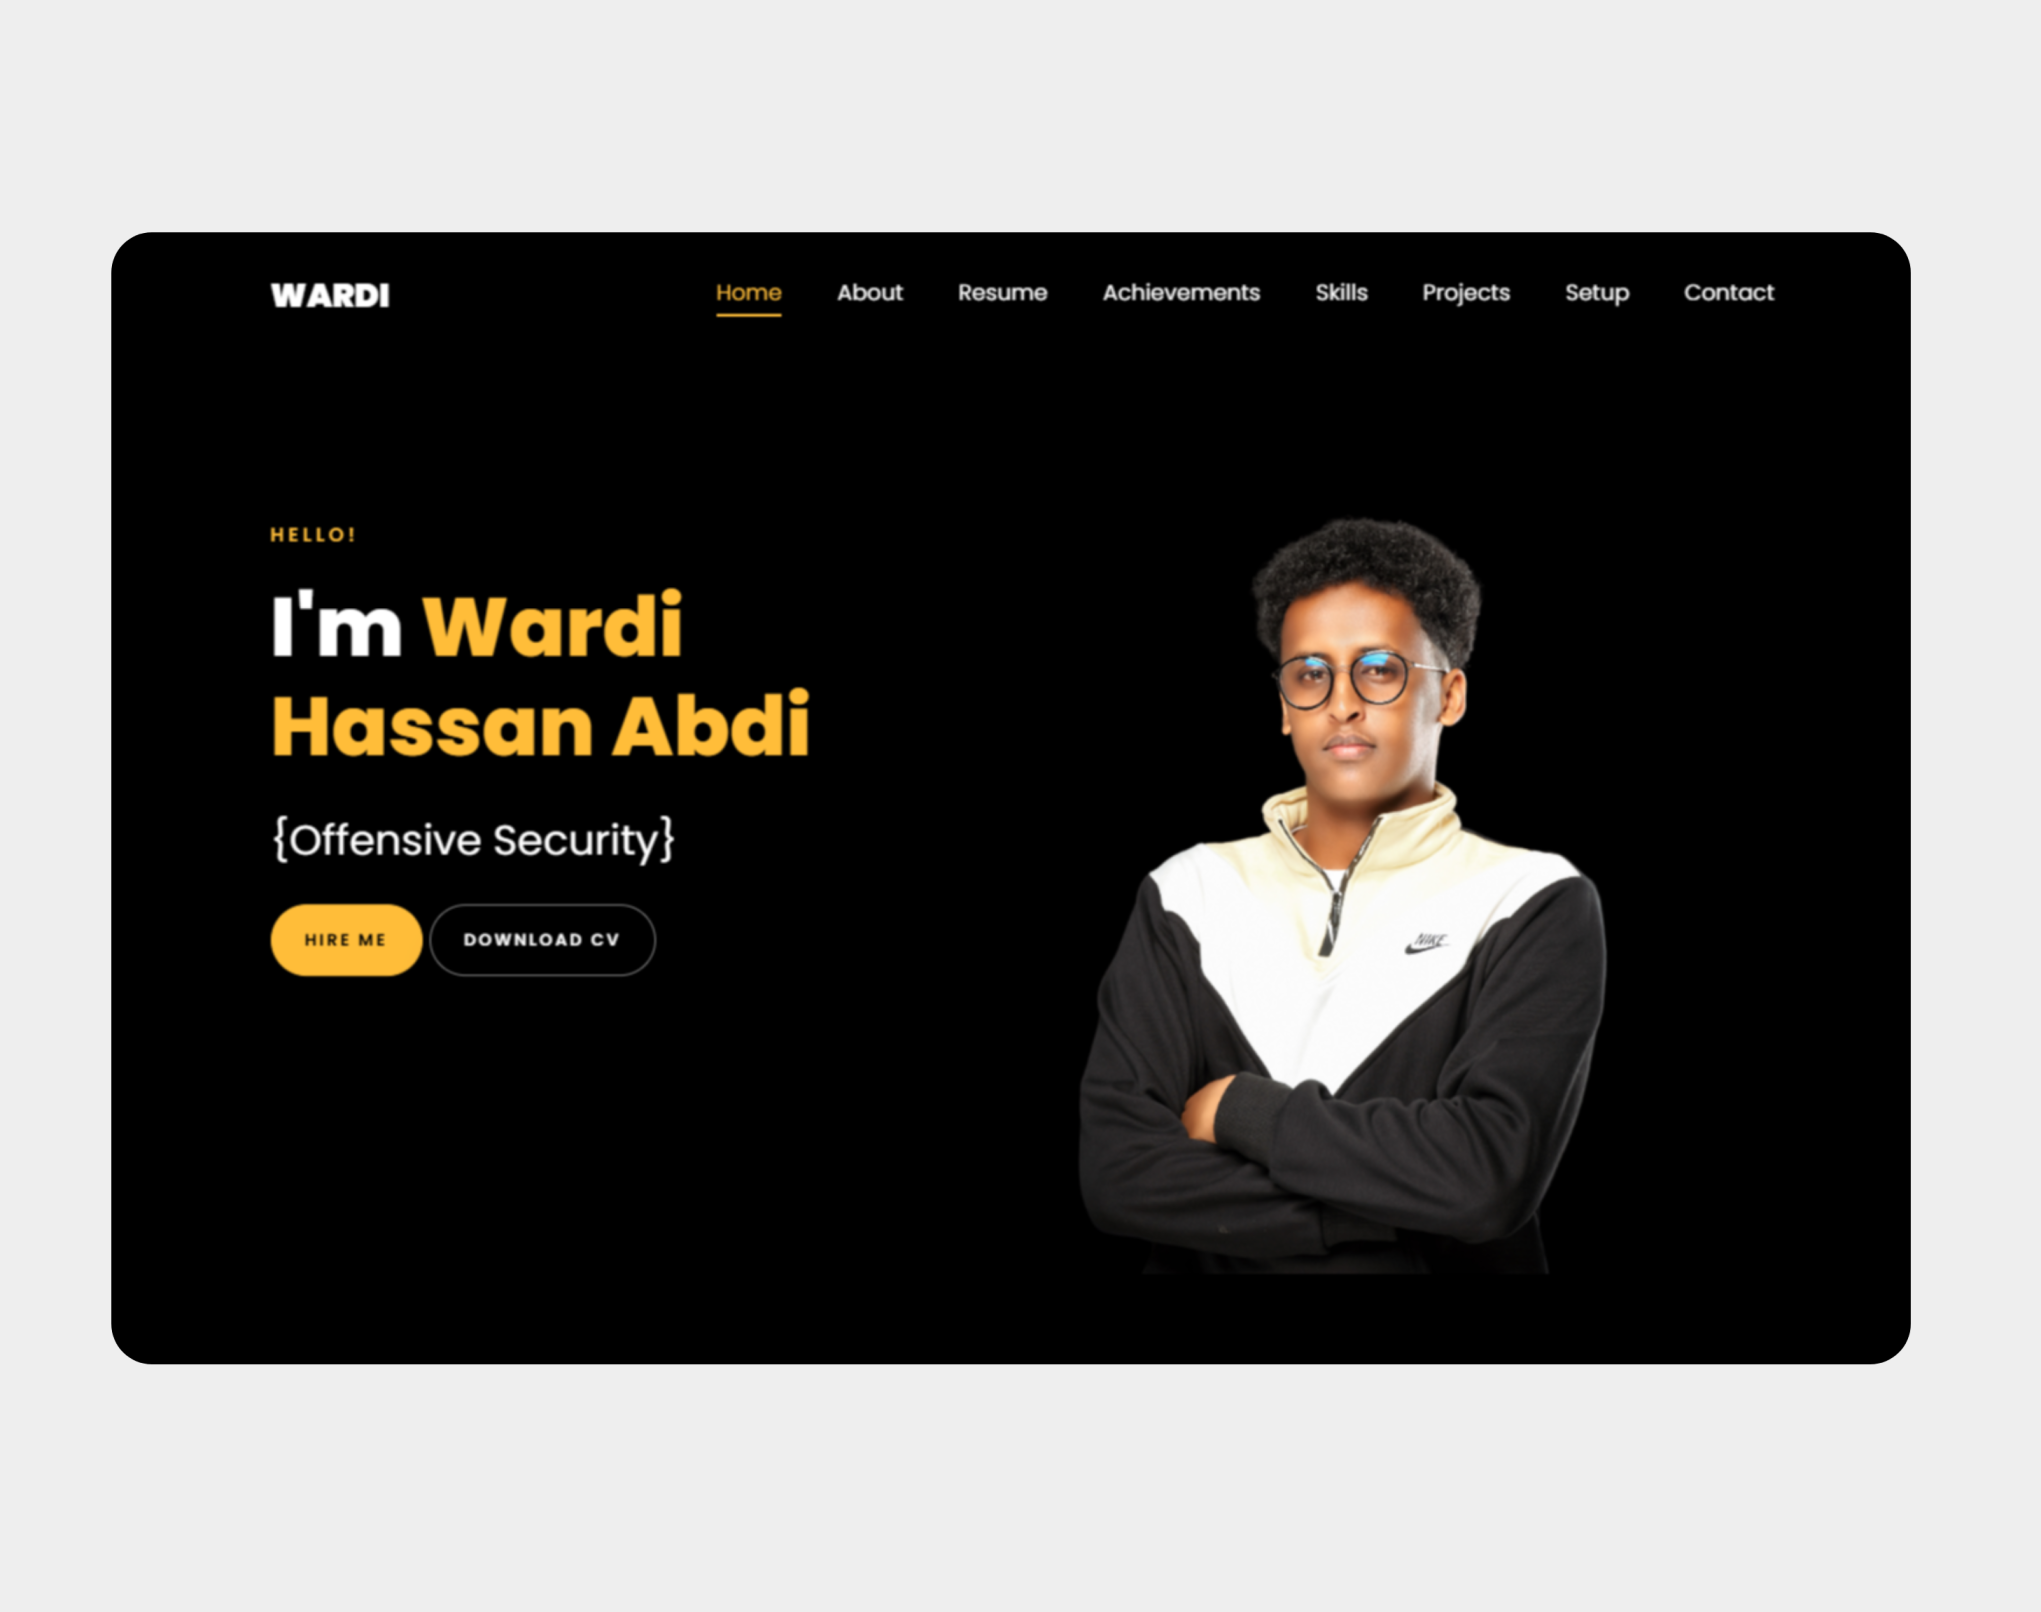 WARDI
Home About Resume Achievements Skills Projects Setup Contact
HELLO!
I'm Wardi
Hassan Abdi
{Offensive Security}
HIRE ME DOWNLOAD CV
NIKE